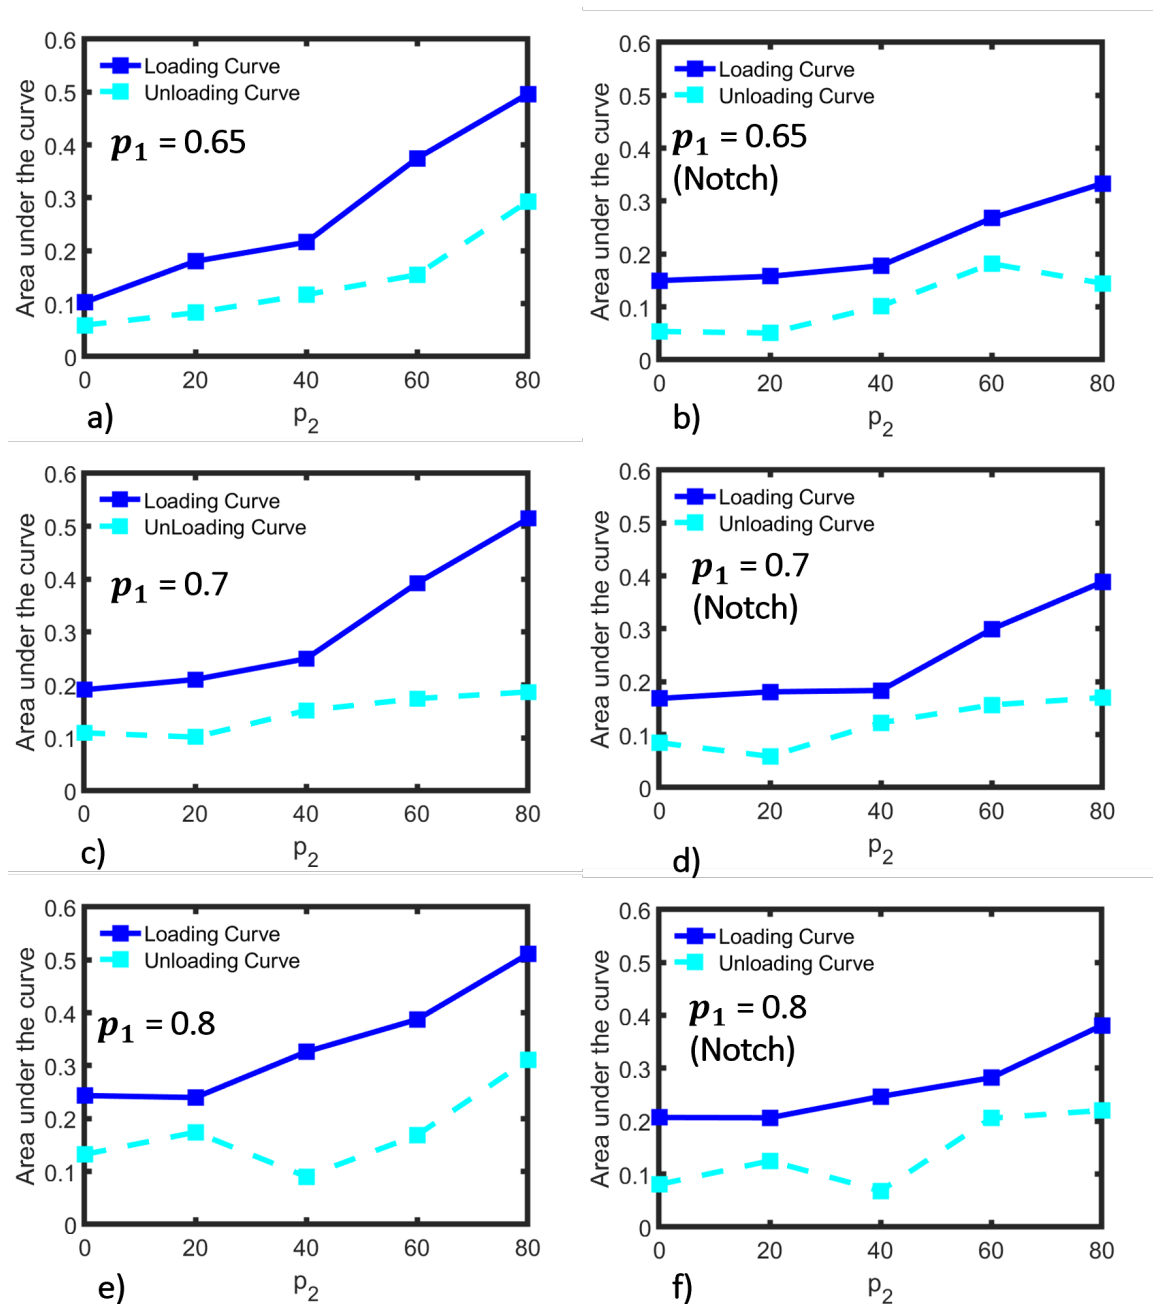 0.6
Loading Curve
Unloading Curve
0.5
p₁ = 0.65
0.4
0.3
0.2
0.1
0
Area under the curve
0 20 40 60 80
p₂
a)
0.6
Loading Curve
Unloading Curve
0.5
p₁ = 0.65
(Notch)
0.4
0.3
0.2
0.1
0
Area under the curve
0 20 40 60 80
p₂
b)
0.6
Loading Curve
UnLoading Curve
0.5
p₁ = 0.7
0.4
0.3
0.2
0.1
0
Area under the curve
0 20 40 60 80
p₂
c)
0.6
Loading Curve
Unloading Curve
0.5
p₁ = 0.7
(Notch)
0.4
0.3
0.2
0.1
0
Area under the curve
0 20 40 60 80
p₂
d)
0.6
Loading Curve
Unloading Curve
0.5
p₁ = 0.8
0.4
0.3
0.2
0.1
0
Area under the curve
0 20 40 60 80
p₂
e)
0.6
Loading Curve
Unloading Curve
0.5
p₁ = 0.8
(Notch)
0.4
0.3
0.2
0.1
0
Area under the curve
0 20 40 60 80
p₂
f)